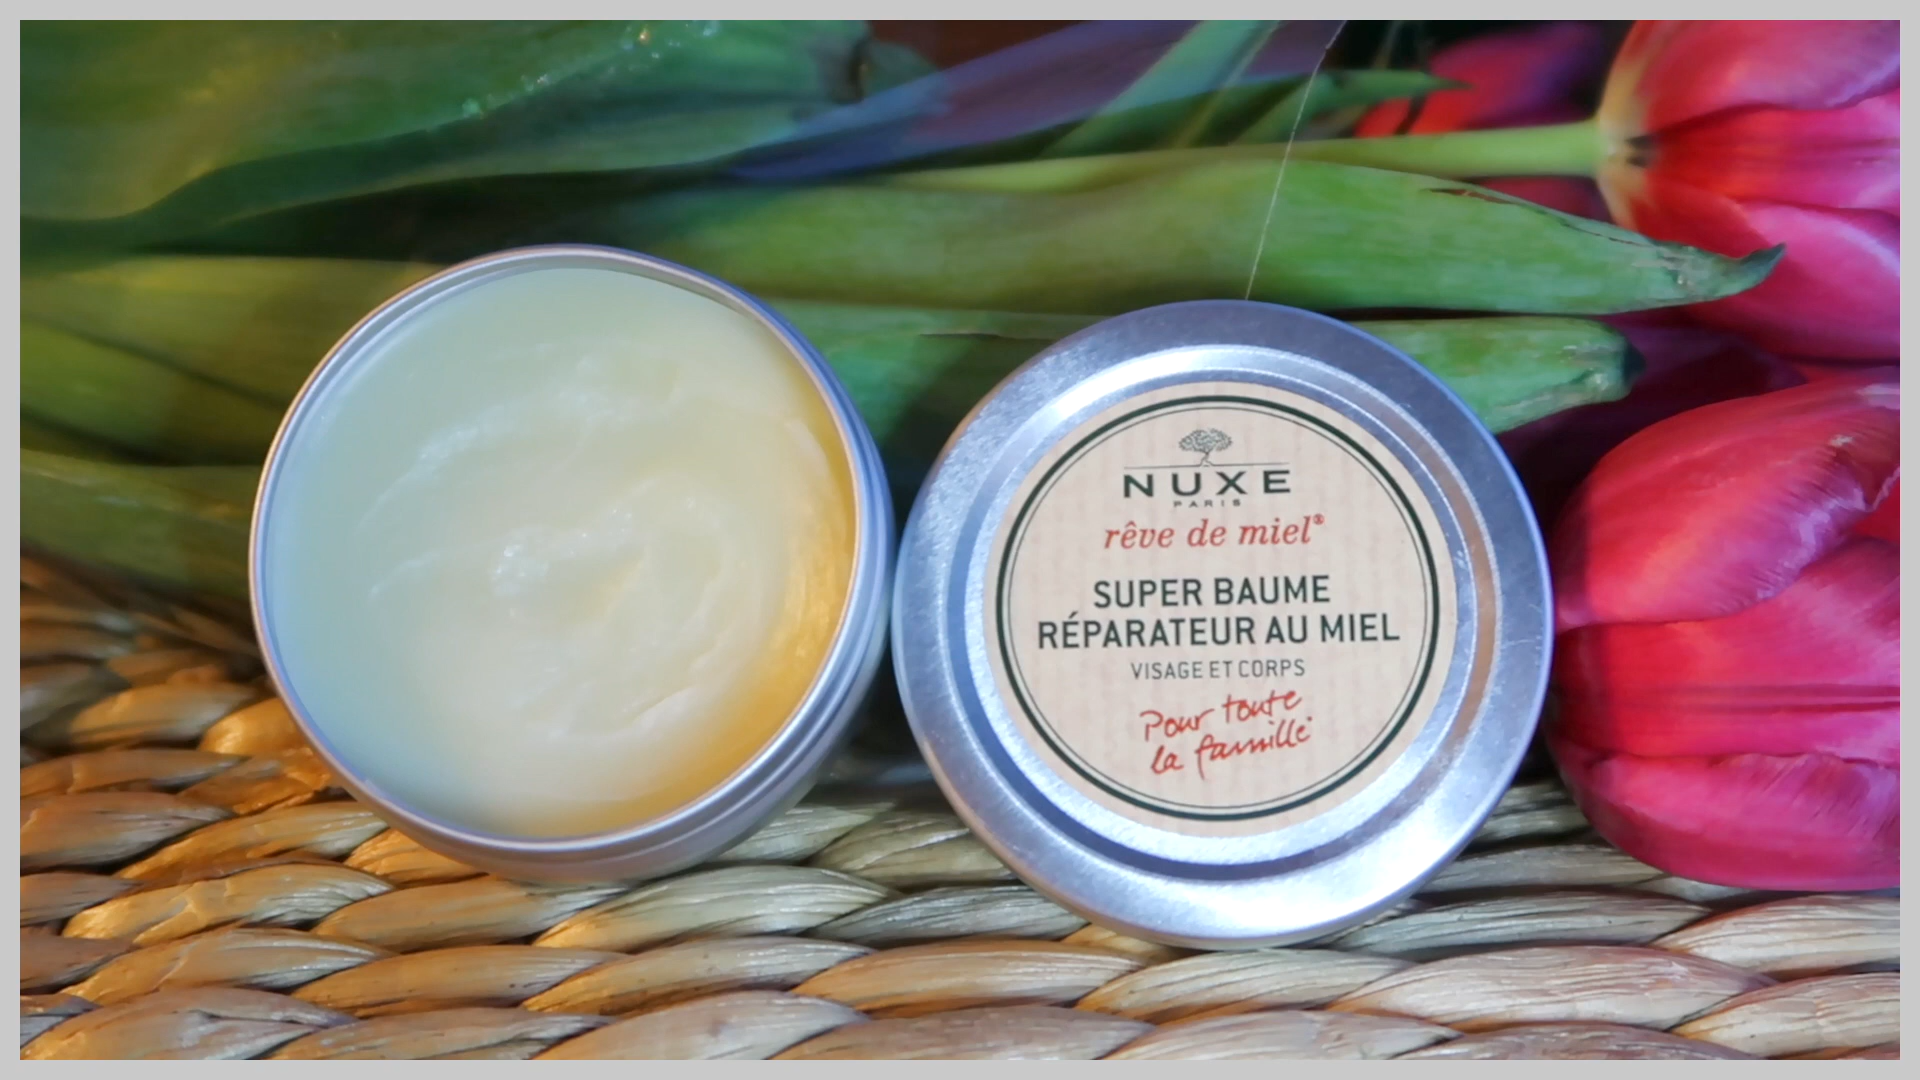 NUXE
PARIS
rêve de miel®
SUPER BAUME
RÉPARATEUR AU MIEL
VISAGE ET CORPS
Pour toute
la famille